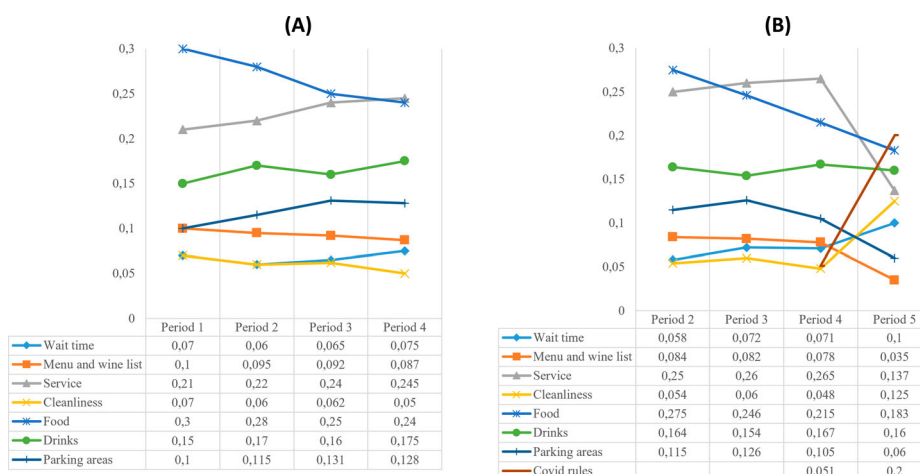 (A)
0,3
0,25
0,2
0,15
0,1
0,05
0
Period 1 Period 2 Period 3 Period 4
Wait time 0,07 0,06 0,065 0,075
Menu and wine list 0,1 0,095 0,092 0,087
Service 0,21 0,22 0,24 0,245
Cleanliness 0,07 0,06 0,062 0,05
Food 0,3 0,28 0,25 0,24
Drinks 0,15 0,17 0,16 0,175
Parking areas 0,1 0,115 0,131 0,128
(B)
0,3
0,25
0,2
0,15
0,1
0,05
0
Period 2 Period 3 Period 4 Period 5
Wait time 0,058 0,072 0,071 0,1
Menu and wine list 0,084 0,082 0,078 0,035
Service 0,25 0,26 0,265 0,137
Cleanliness 0,054 0,06 0,048 0,125
Food 0,275 0,246 0,215 0,183
Drinks 0,164 0,154 0,167 0,16
Parking areas 0,115 0,126 0,105 0,06
Covid rules 0,051 0,2